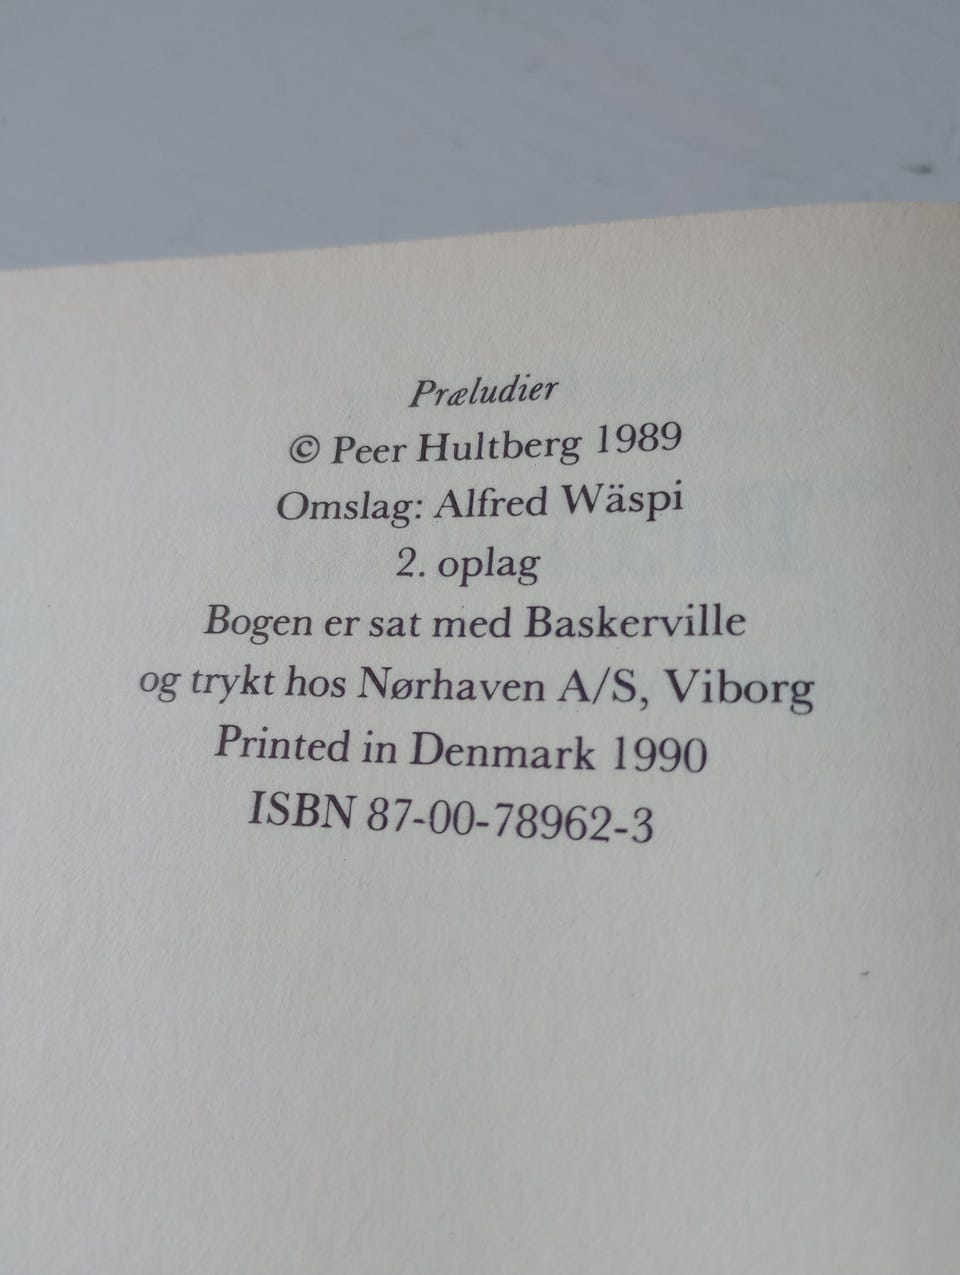 Præludier
© Peer Hultberg 1989
Omslag: Alfred Wäspi
2. oplag
Bogen er sat med Baskerville
og trykt hos Nørhaven A/S, Viborg
Printed in Denmark 1990
ISBN 87-00-78962-3